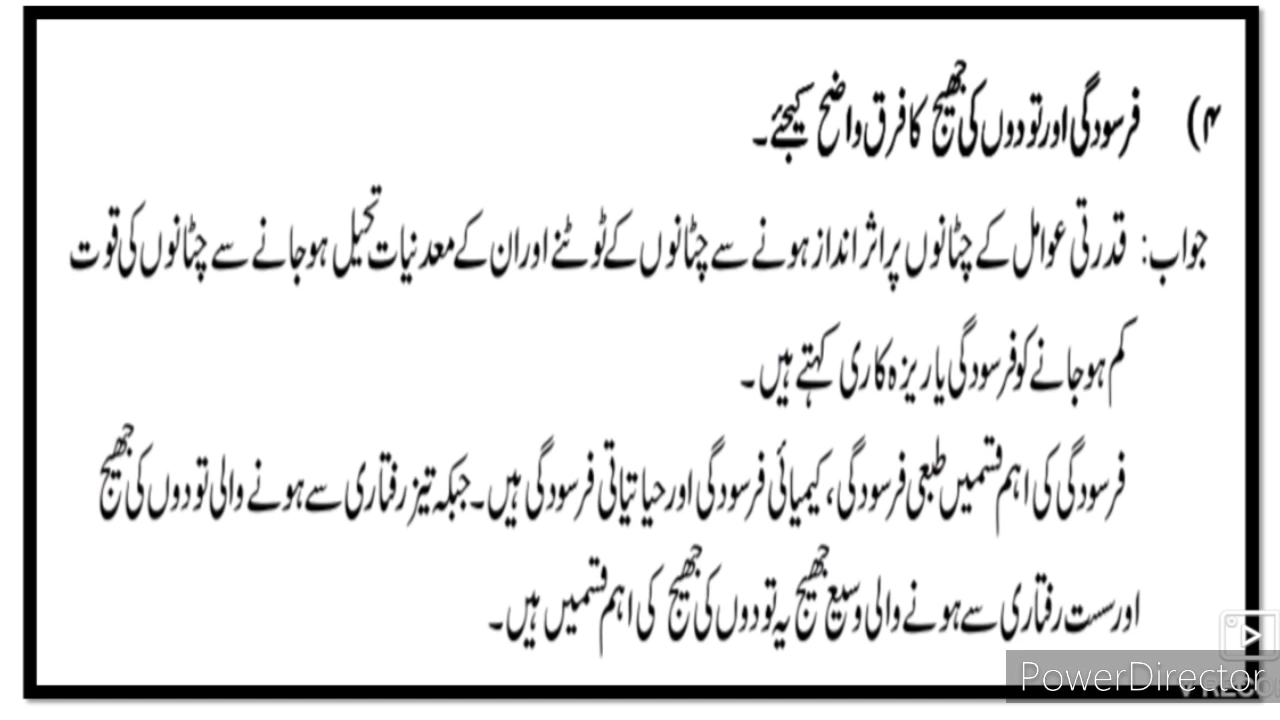 ۴) فرسودگی اور تودوں کی جھیج کا فرق واضح کیجئے۔
جواب: قدرتی عوامل کے چٹانوں پر اثر انداز ہونے سے چٹانوں کے ٹوٹنے اور ان کے معدنیات تحلیل ہو جانے سے چٹانوں کی قوت
کم ہو جانے کو فرسودگی یا ریزہ کاری کہتے ہیں۔
فرسودگی کی اہم قسمیں طبعی فرسودگی، کیمیائی فرسودگی اور حیاتیاتی فرسودگی ہیں۔ جبکہ تیز رفتاری سے ہونے والی تودوں کی جھیج
اور سست رفتاری سے ہونے والی وسیع جھیج یہ تودوں کی جھیج کی اہم قسمیں ہیں۔
PowerDirector